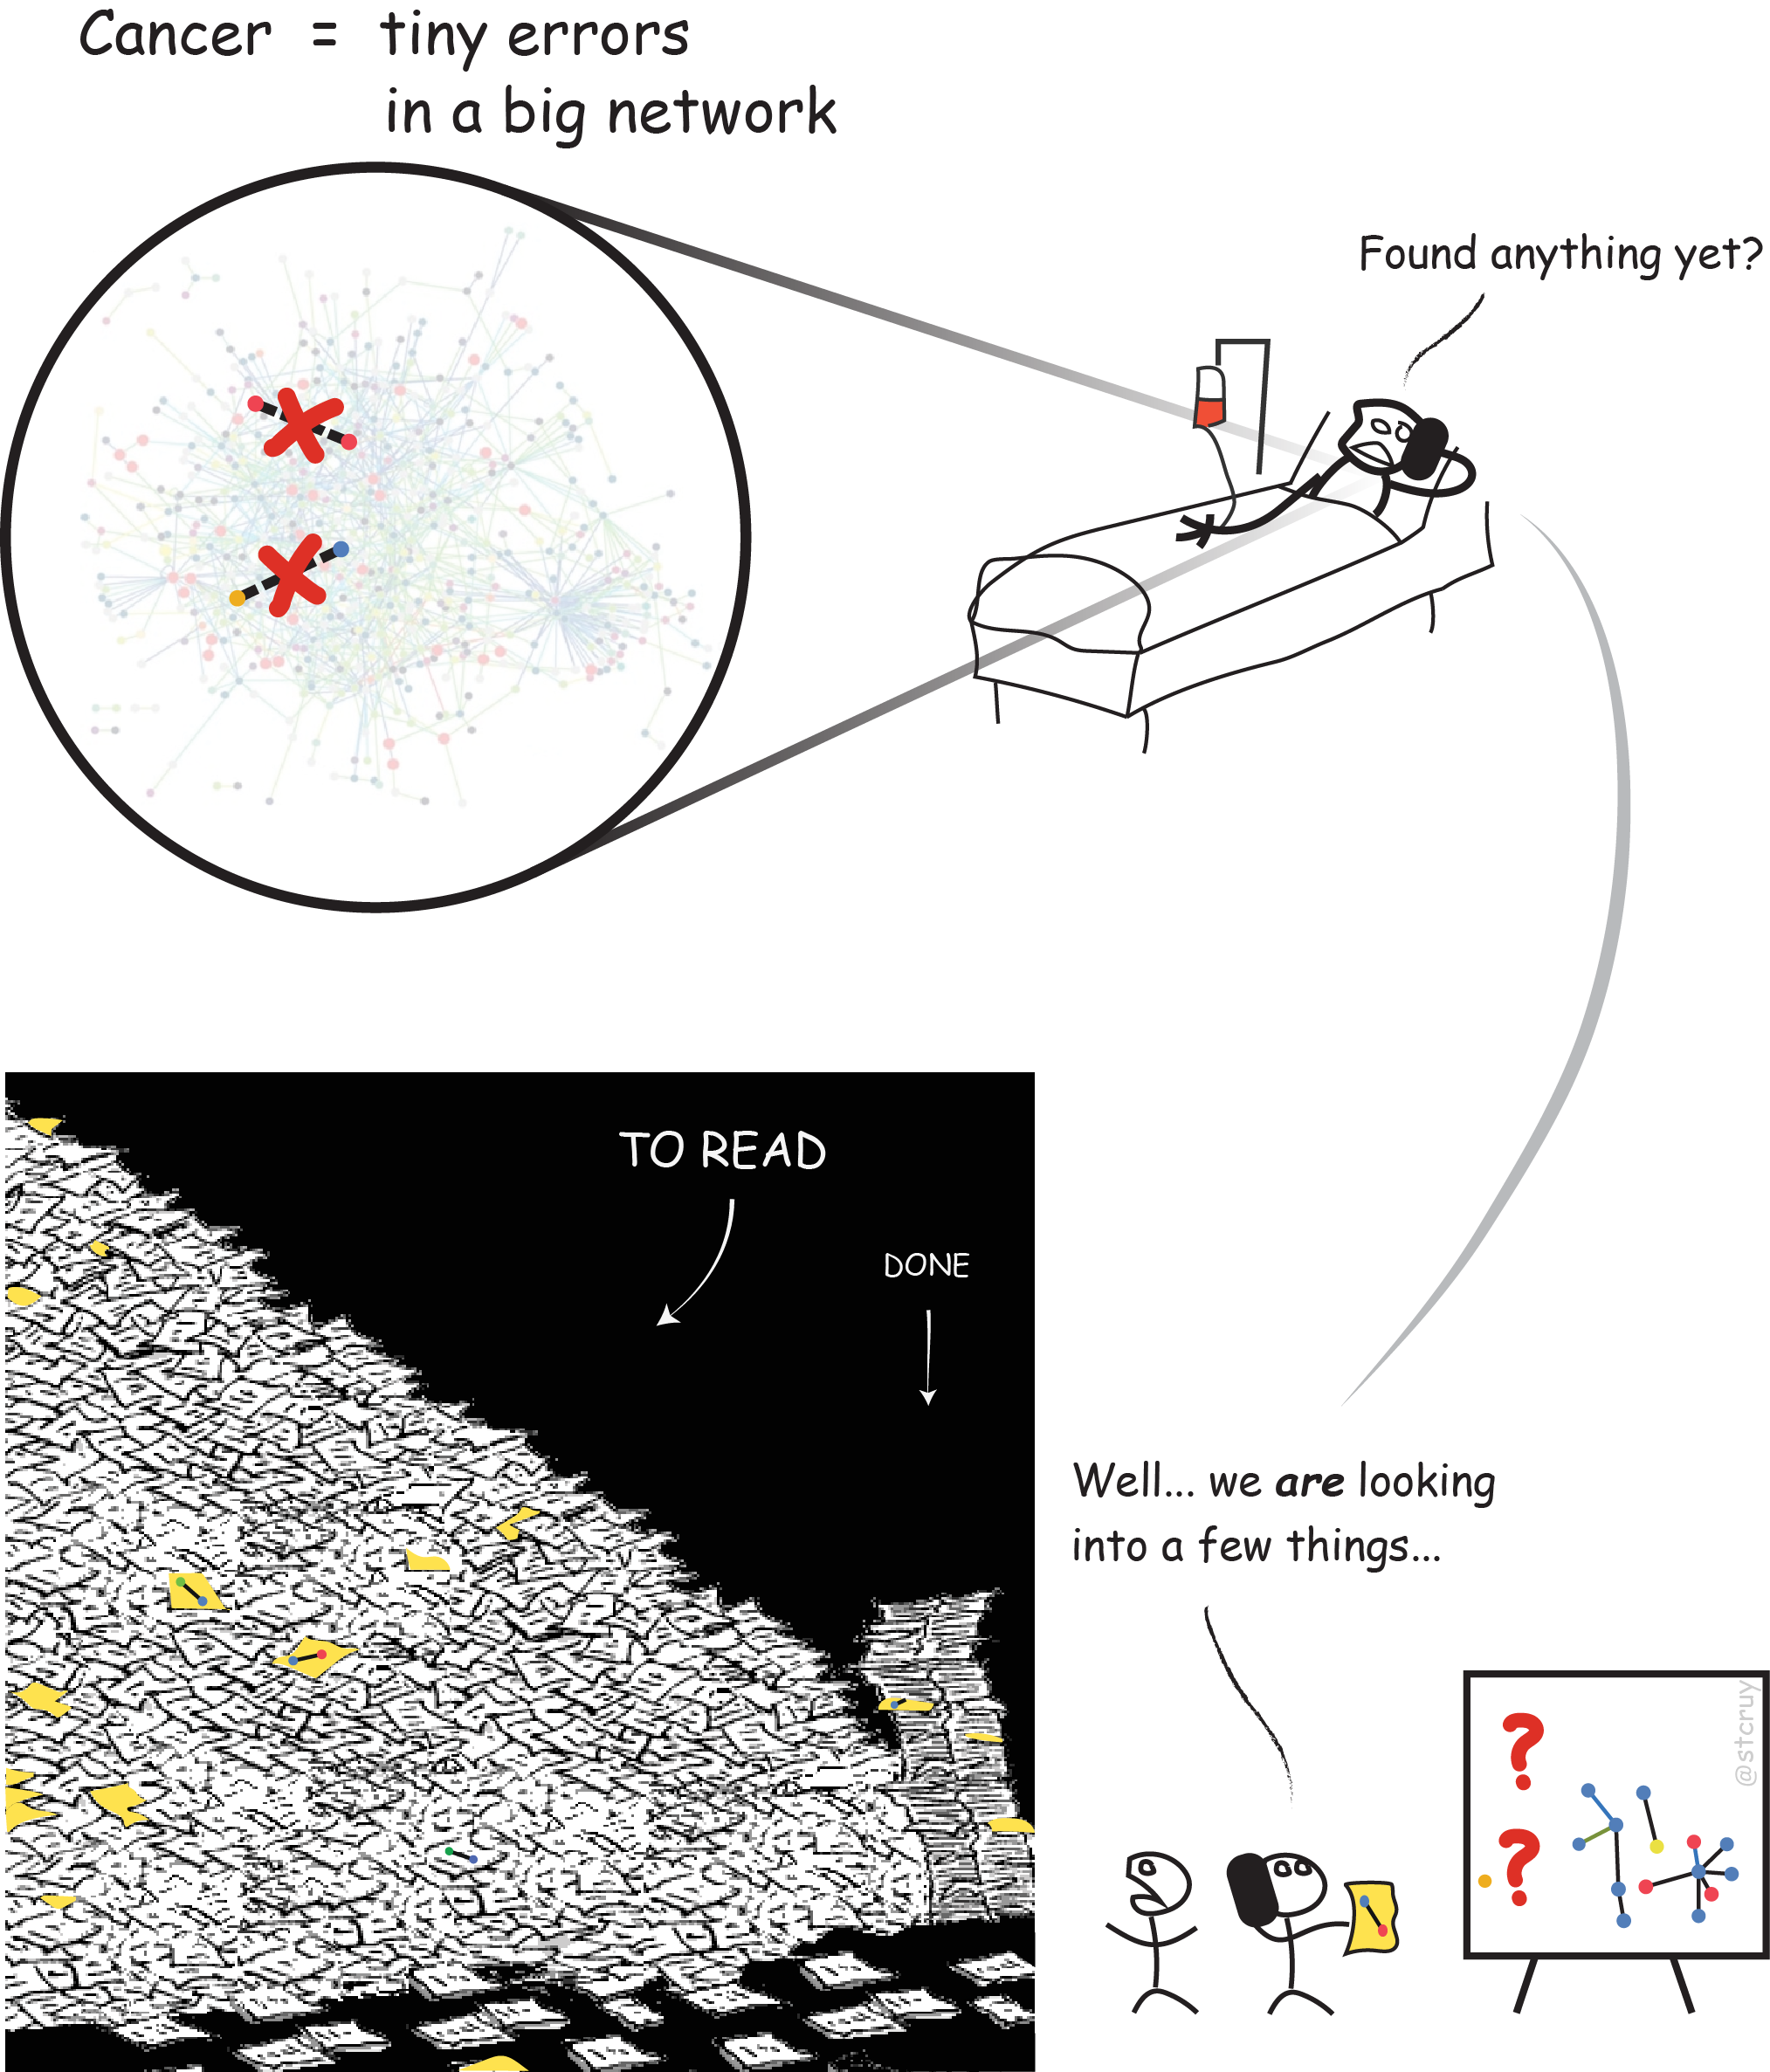 Cancer = tiny errors
in a big network
Found anything yet?
TO READ
DONE
Well... we are looking
into a few things...
? 
?
@stcruy